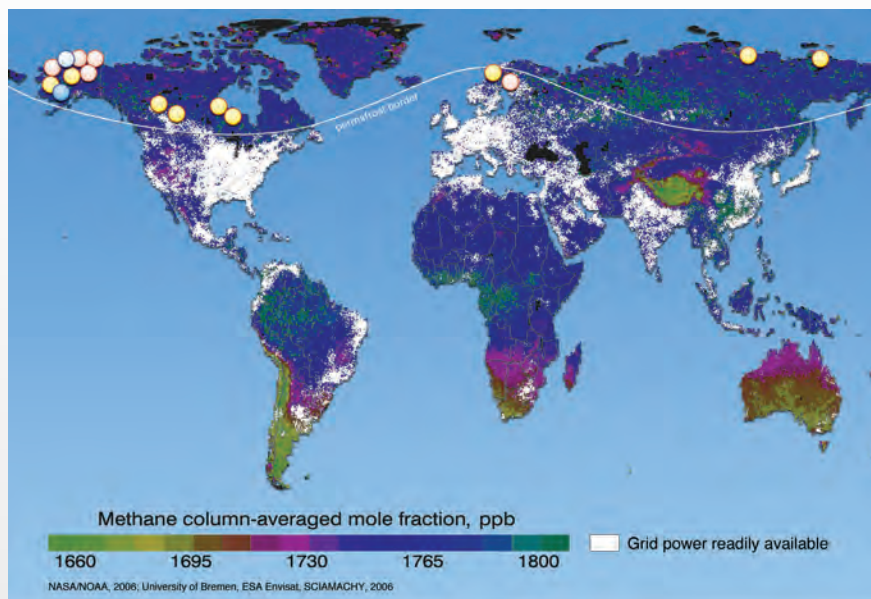 permafrost border
Methane column-averaged mole fraction, ppb
1660 1695 1730 1765 1800
Grid power readily available
NASA/NOAA, 2006; University of Bremen, ESA Envisat, SCIAMACHY, 2006